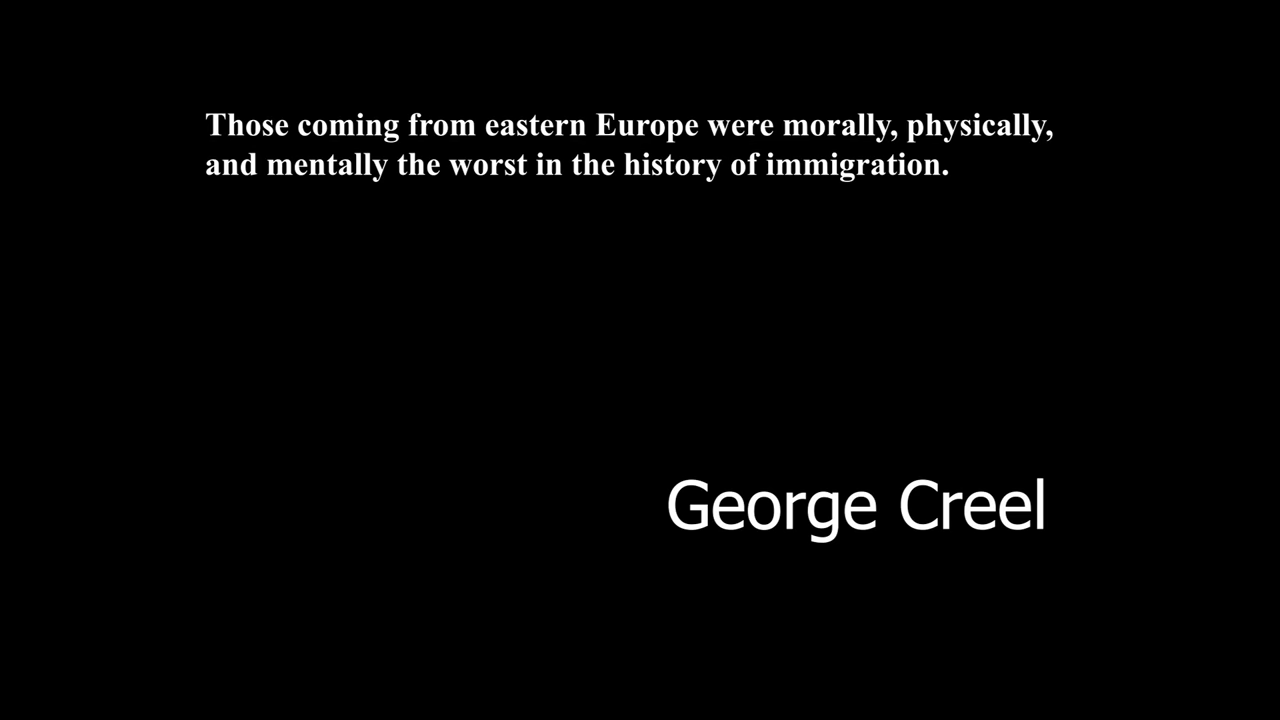 Those coming from eastern Europe were morally, physically,
and mentally the worst in the history of immigration.
George Creel